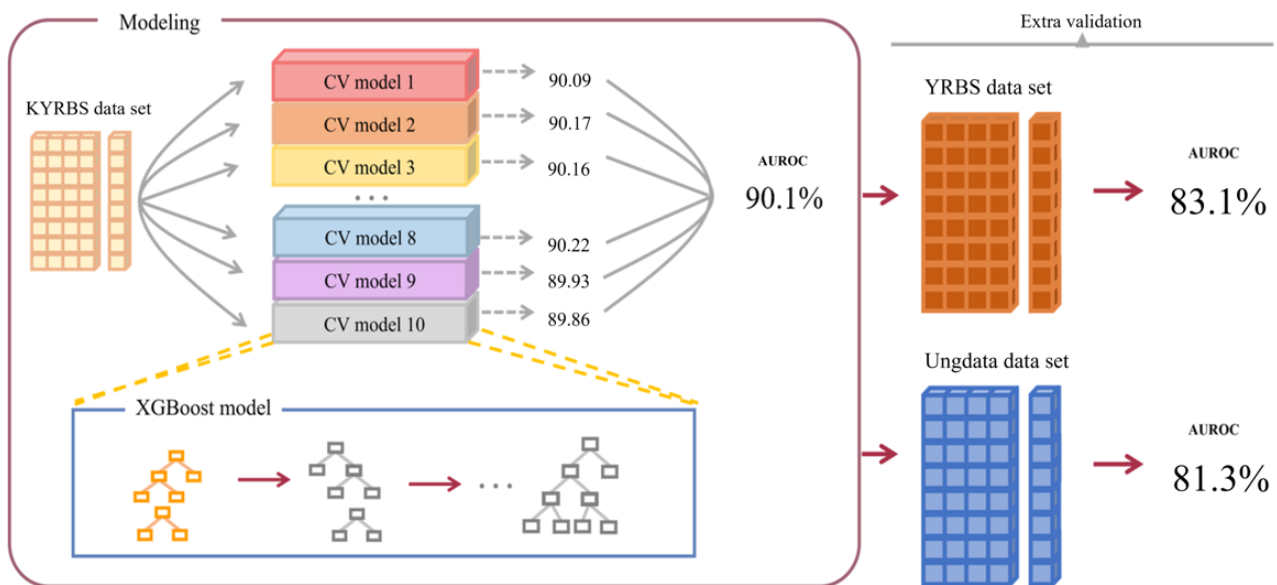 Modeling
KYRBS data set
CV model 1
90.09
CV model 2
90.17
CV model 3
90.16
...
CV model 8
90.22
CV model 9
89.93
CV model 10
89.86
AUROC
90.1%
XGBoost model
...
Extra validation
YRBS data set
AUROC
83.1%
Ungdata data set
AUROC
81.3%